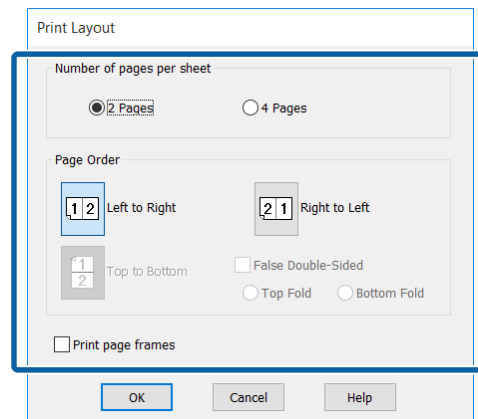 Print Layout
Number of pages per sheet
2 Pages 4 Pages
Page Order
1 2 Left to Right 2 1 Right to Left
1
2
Top to Bottom False Double-Sided
Top Fold Bottom Fold
Print page frames
OK Cancel Help